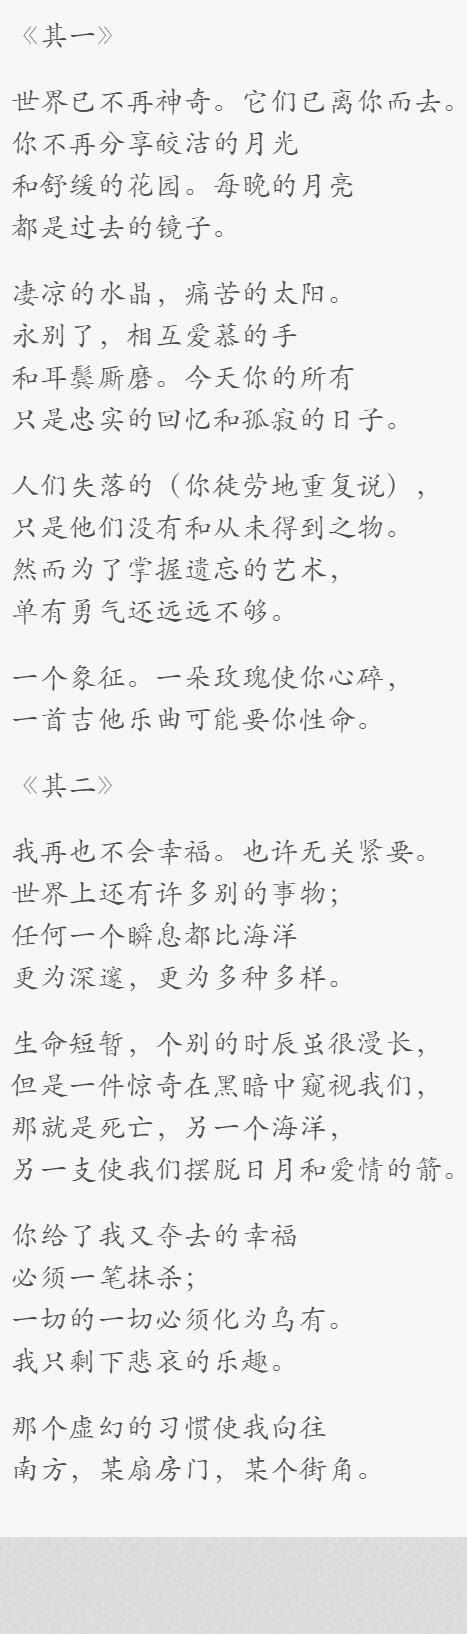 《其一》
世界已不再神奇。它们已离你而去。
你不再分享皎洁的月光
和舒缓的花园。每晚的月亮
都是过去的镜子。
凄凉的水晶，痛苦的太阳。
永别了，相互爱慕的手
和耳鬓厮磨。今天你的所有
只是忠实的回忆和孤寂的日子。
人们失落的（你徒劳地重复说），
只是他们没有和从未得到之物。
然而为了掌握遗忘的艺术，
单有勇气还远远不够。
一个象征。一朵玫瑰使你心碎，
一首吉他乐曲可能要你性命。
《其二》
我再也不会幸福。也许无关紧要。
世界上还有许多别的事物；
任何一个瞬息都比海洋
更为深邃，更为多种多样。
生命短暂，个别的时辰虽很漫长，
但是一件惊奇在黑暗中窥视我们，
那就是死亡，另一个海洋，
另一支使我们摆脱日月和爱情的箭。
你给了我又夺去的幸福
必须一笔抹杀；
一切的一切必须化为乌有。
我只剩下悲哀的乐趣。
那个虚幻的习惯使我向往
南方，某扇房门，某个街角。